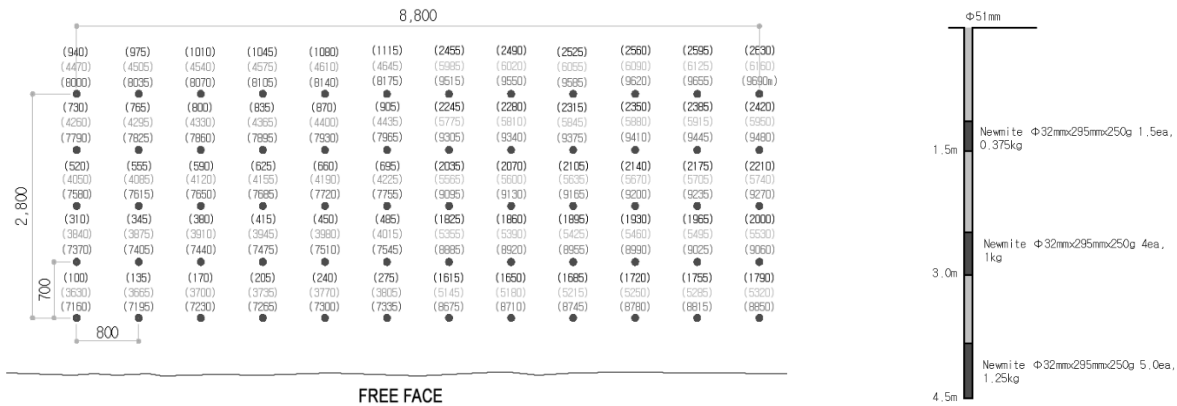 8,800
(940) (975) (1010) (1045) (1080) (1115) (2455) (2490) (2525) (2560) (2595) (2630)
(4470) (4505) (4540) (4575) (4610) (4645) (5985) (6020) (6055) (6090) (6125) (6160)
(8000) (8035) (8070) (8105) (8140) (8175) (9515) (9550) (9585) (9620) (9655) (9690m)
(730) (765) (800) (835) (870) (905) (2245) (2280) (2315) (2350) (2385) (2420)
(4260) (4295) (4330) (4365) (4400) (4435) (5775) (5810) (5845) (5880) (5915) (5950)
(7790) (7825) (7860) (7895) (7930) (7965) (9305) (9340) (9375) (9410) (9445) (9480)
(520) (555) (590) (625) (660) (695) (2035) (2070) (2105) (2140) (2175) (2210)
(4050) (4085) (4120) (4155) (4190) (4225) (5565) (5600) (5635) (5670) (5705) (5740)
(7580) (7615) (7650) (7685) (7720) (7755) (9095) (9130) (9165) (9200) (9235) (9270)
2,800
(310) (345) (380) (415) (450) (485) (1825) (1860) (1895) (1930) (1965) (2000)
(3840) (3875) (3910) (3945) (3980) (4015) (5355) (5390) (5425) (5460) (5495) (5530)
(7370) (7405) (7440) (7475) (7510) (7545) (8885) (8920) (8955) (8990) (9025) (9060)
700
(100) (135) (170) (205) (240) (275) (1615) (1650) (1685) (1720) (1755) (1790)
(3630) (3665) (3700) (3735) (3770) (3805) (5145) (5180) (5215) (5250) (5285) (5320)
(7160) (7195) (7230) (7265) (7300) (7335) (8675) (8710) (8745) (8780) (8815) (8850)
800
FREE FACE
Φ51mm
Newmite Φ32mmx295mmx250g 1.5ea,
0.375kg
1.5m
Newmite Φ32mmx295mmx250g 4ea,
1kg
3.0m
Newmite Φ32mmx295mmx250g 5.0ea,
1.25kg
4.5m